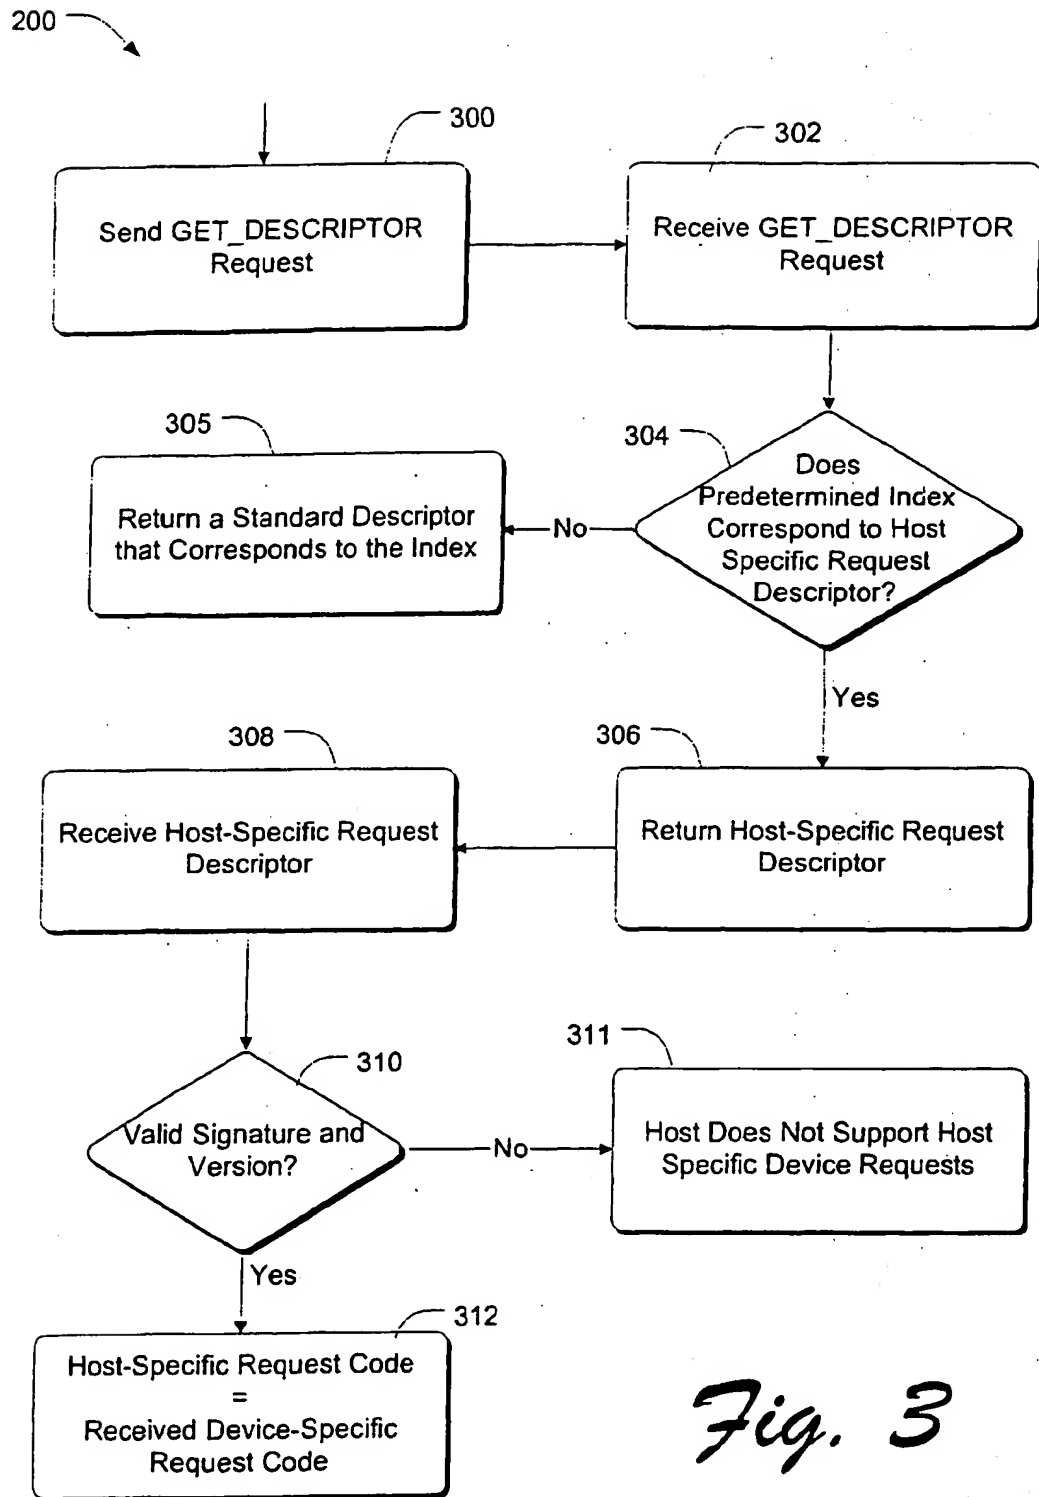 200
300
302
Send GET_DESCRIPTOR
Request
Receive GET_DESCRIPTOR
Request
305
304
Return a Standard Descriptor
that Corresponds to the Index
No
Does
Predetermined Index
Correspond to Host
Specific Request
Descriptor?
Yes
308
306
Receive Host-Specific Request
Descriptor
Return Host-Specific Request
Descriptor
310
311
Valid Signature and
Version?
No
Host Does Not Support Host
Specific Device Requests
Yes
312
Host-Specific Request Code
=
Received Device-Specific
Request Code
Fig. 3